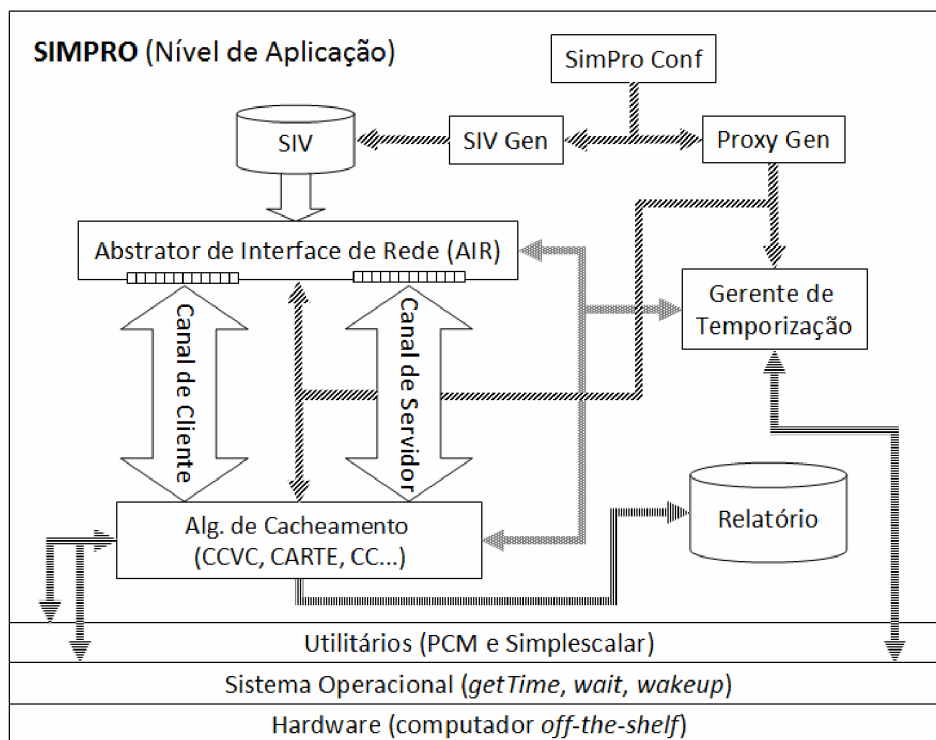 SIMPRO (Nível de Aplicação)
SimPro Conf
SIV
SIV Gen
Proxy Gen
Abstrator de Interface de Rede (AIR)
Gerente de
Temporização
Canal de Cliente
Canal de Servidor
Alg. de Cacheamento
(CCVC, CARTE, CC...)
Relatório
Utilitários (PCM e Simplescalar)
Sistema Operacional (getTime, wait, wakeup)
Hardware (computador off-the-shelf)